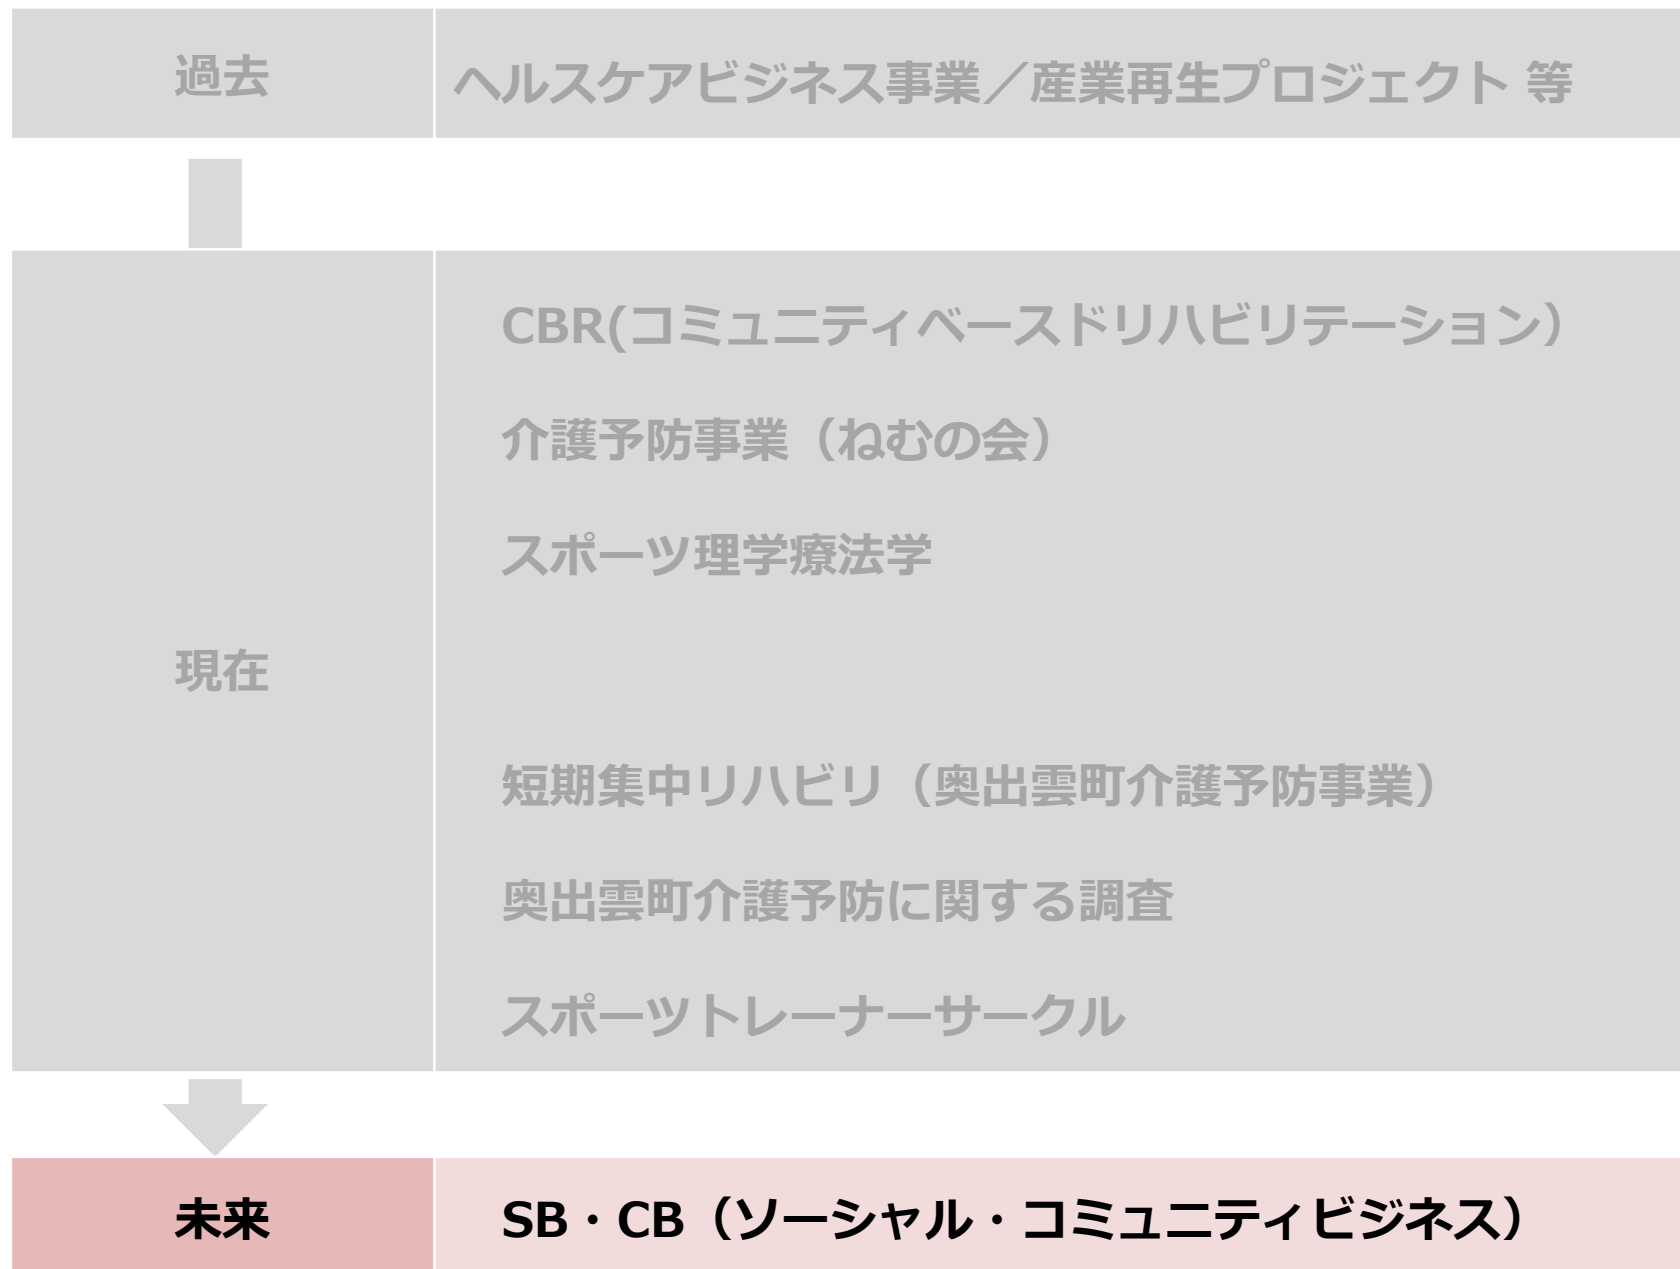 過去
ヘルスケアビジネス事業／産業再生プロジェクト 等
現在
CBR(コミュニティベースドリハビリテーション）
介護予防事業（ねむの会）
スポーツ理学療法学
短期集中リハビリ（奥出雲町介護予防事業）
奥出雲町介護予防に関する調査
スポーツトレーナーサークル
未来
SB・CB（ソーシャル・コミュニティビジネス）